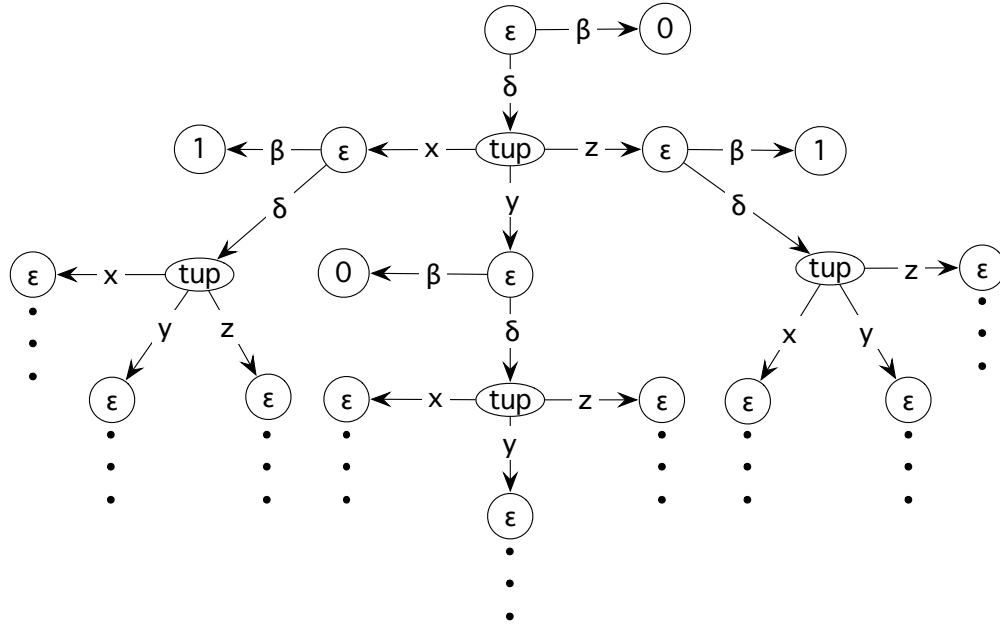 ε β 0
δ
1 β ε x tup z ε β 1
δ y δ
ε x tup 0 β ε tup z ε
y z δ x y
ε ε ε x tup z ε ε ε
y
ε